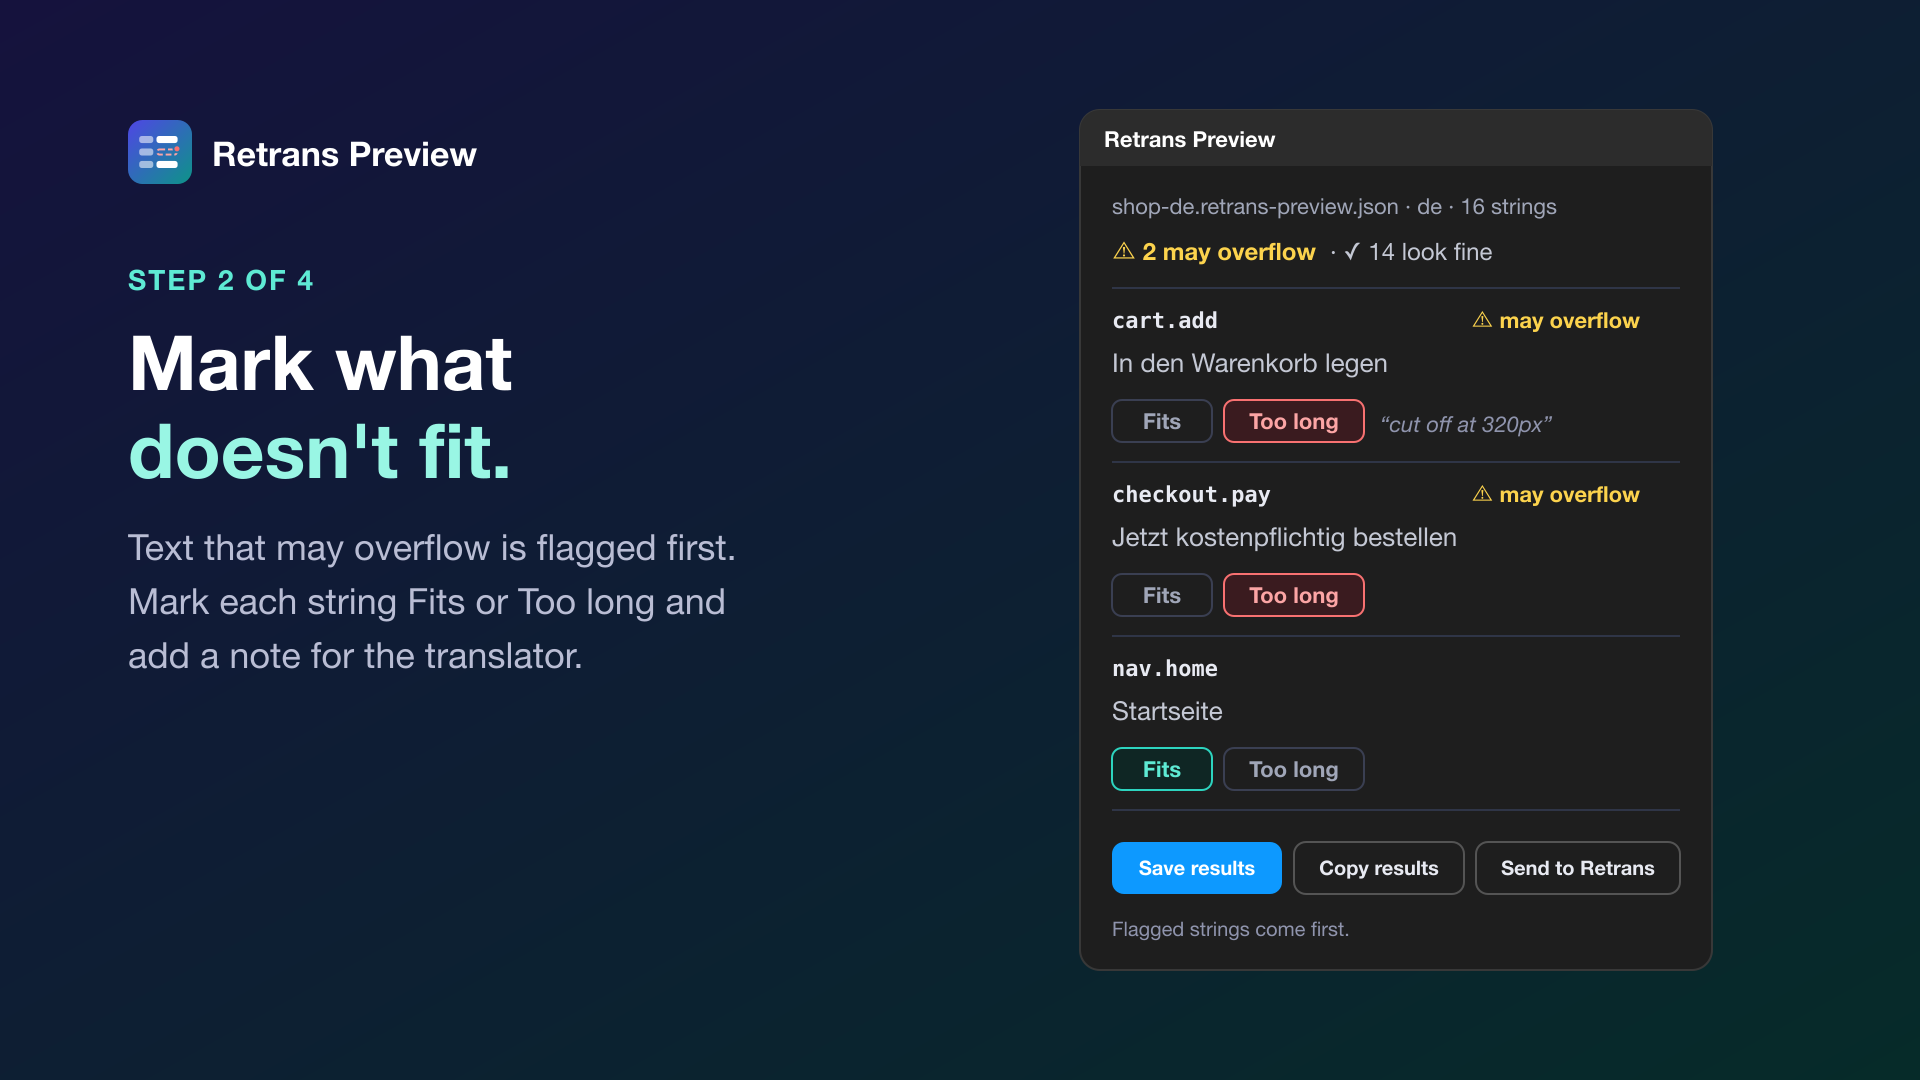 Retrans Preview
STEP 2 OF 4
Mark what
doesn't fit.
Text that may overflow is flagged first.
Mark each string Fits or Too long and
add a note for the translator.
Retrans Preview
shop-de.retrans-preview.json · de · 16 strings
⚠ 2 may overflow · ✓ 14 look fine
cart.add ⚠ may overflow
In den Warenkorb legen
Fits Too long “cut off at 320px”
checkout.pay ⚠ may overflow
Jetzt kostenpflichtig bestellen
Fits Too long
nav.home
Startseite
Fits Too long
Save results Copy results Send to Retrans
Flagged strings come first.